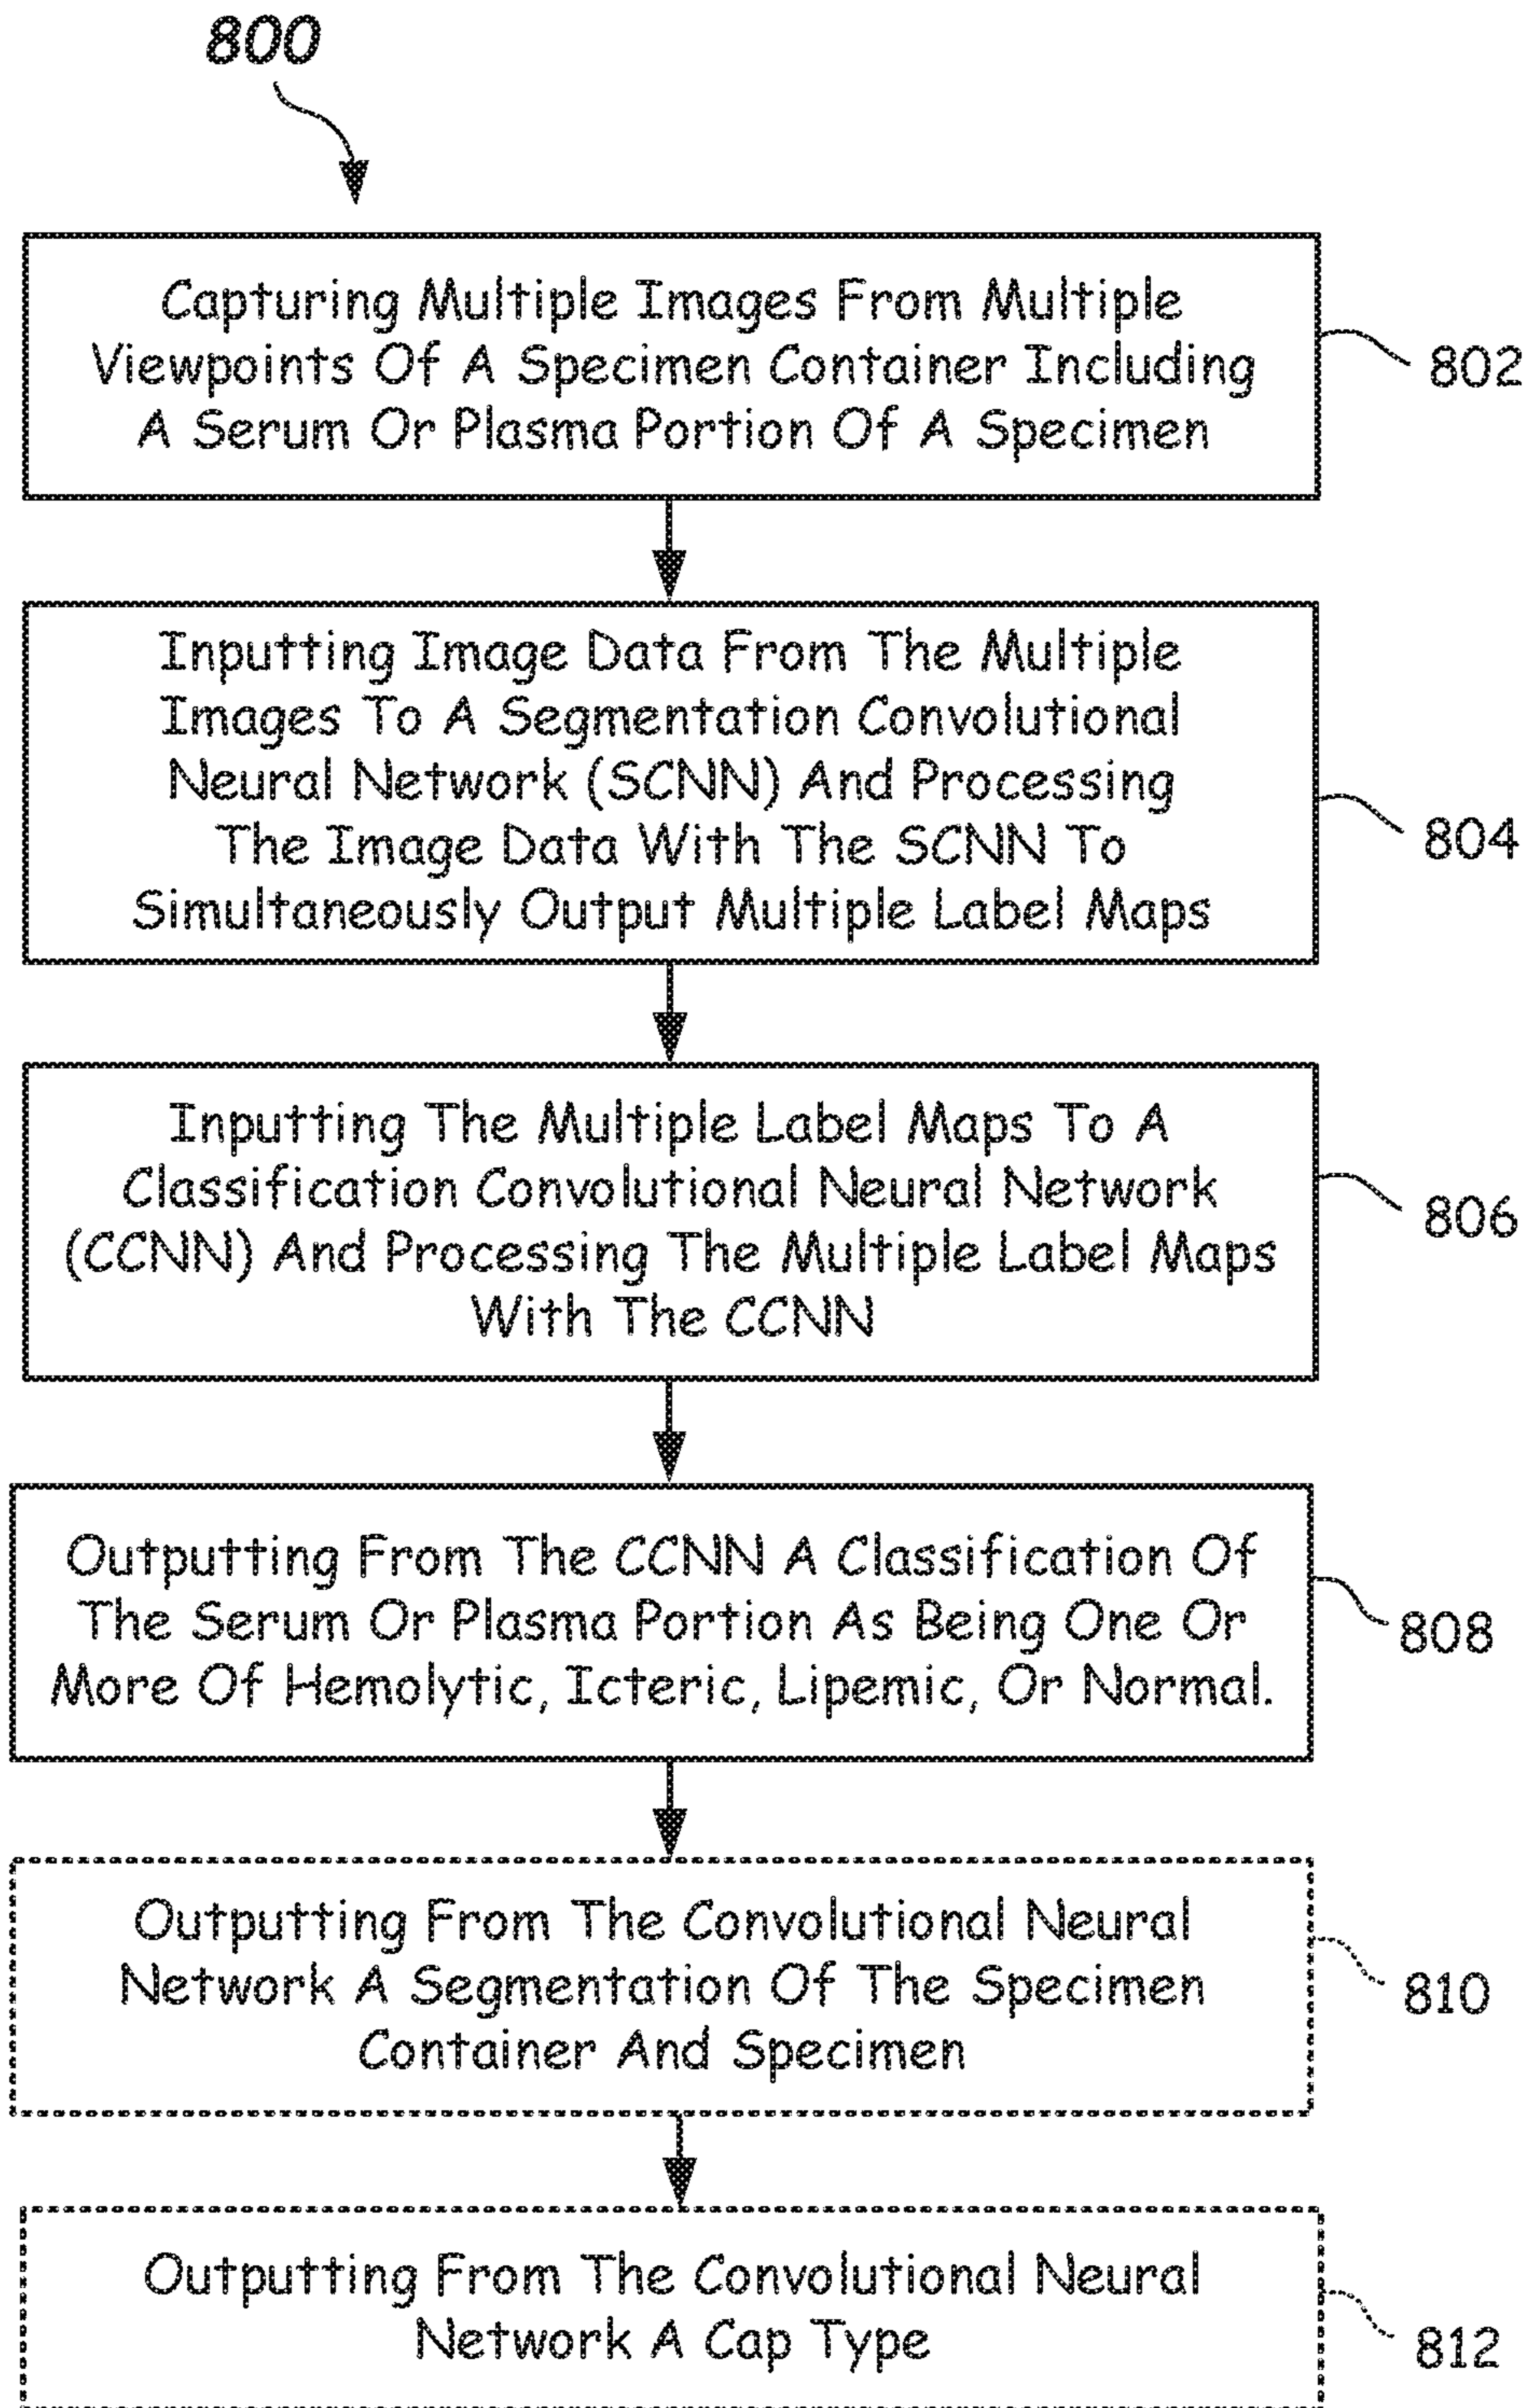 800
Capturing Multiple Images From Multiple
Viewpoints Of A Specimen Container Including
A Serum Or Plasma Portion Of A Specimen
802
Inputting Image Data From The Multiple
Images To A Segmentation Convolutional
Neural Network (SCNN) And Processing
The Image Data With The SCNN To
Simultaneously Output Multiple Label Maps
804
Inputting The Multiple Label Maps To A
Classification Convolutional Neural Network
(CCNN) And Processing The Multiple Label Maps
With The CCNN
806
Outputting From The CCNN A Classification Of
The Serum Or Plasma Portion As Being One Or
More Of Hemolytic, Icteric, Lipemic, Or Normal.
808
Outputting From The Convolutional Neural
Network A Segmentation Of The Specimen
Container And Specimen
810
Outputting From The Convolutional Neural
Network A Cap Type
812